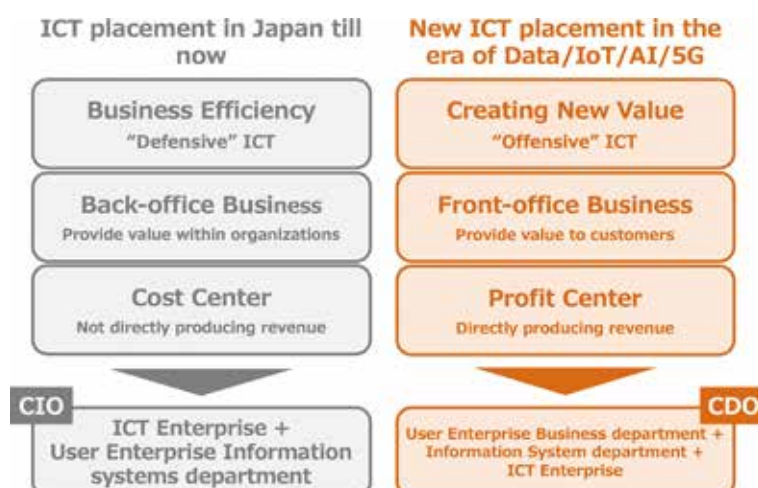 ICT placement in Japan till
now
Business Efficiency
"Defensive" ICT
Back-office Business
Provide value within organizations
Cost Center
Not directly producing revenue
CIO
ICT Enterprise +
User Enterprise Information
systems department
New ICT placement in the
era of Data/IoT/AI/5G
Creating New Value
"Offensive" ICT
Front-office Business
Provide value to customers
Profit Center
Directly producing revenue
CDO
User Enterprise Business department +
Information System department +
ICT Enterprise